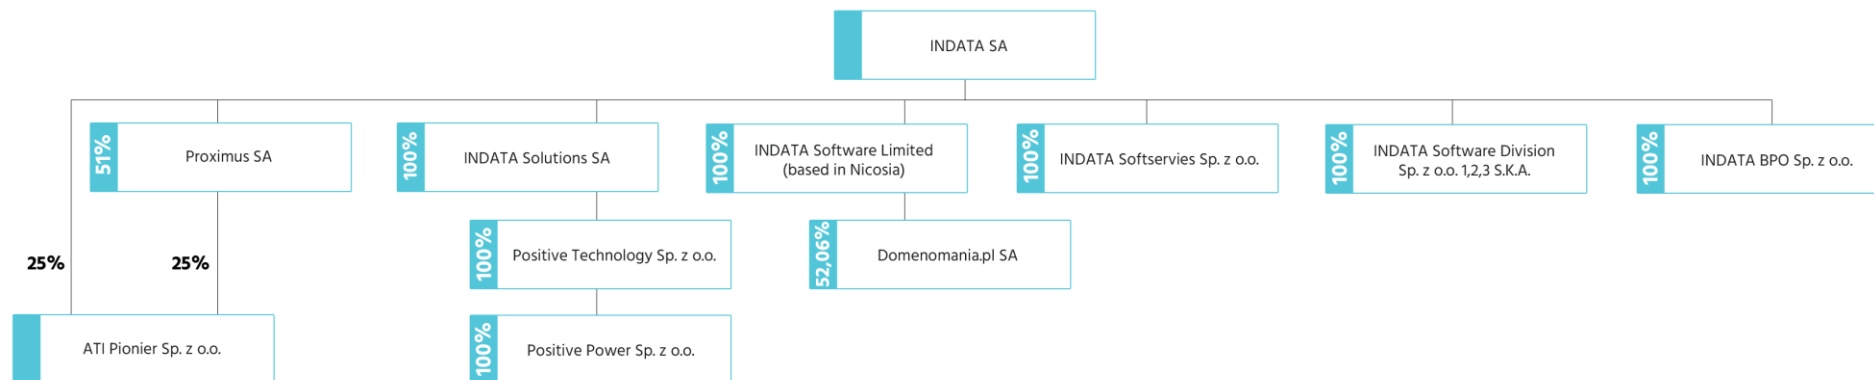 INDATA SA
51%
Proximus SA
100%
INDATA Solutions SA
100%
INDATA Software Limited
(based in Nicosia)
100%
INDATA Softservies Sp. z o.o.
100%
INDATA Software Division
Sp. z o.o. 1,2,3 S.K.A.
100%
INDATA BPO Sp. z o.o.
25%
25%
100%
Positive Technology Sp. z o.o.
52,06%
Domenomania.pl SA
ATI Pionier Sp. z o.o.
100%
Positive Power Sp. z o.o.